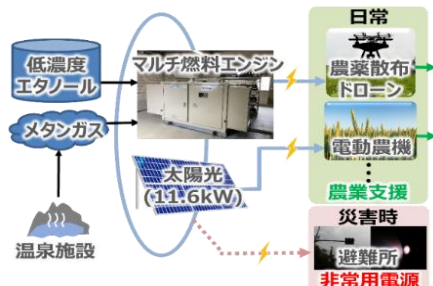 日常
低濃度
エタノール
マルチ燃料エンジン
農薬散布
ドローン
メタンガス
電動農機
太陽光
(11.6kW)
農業支援
災害時
温泉施設
避難所
非常用電源